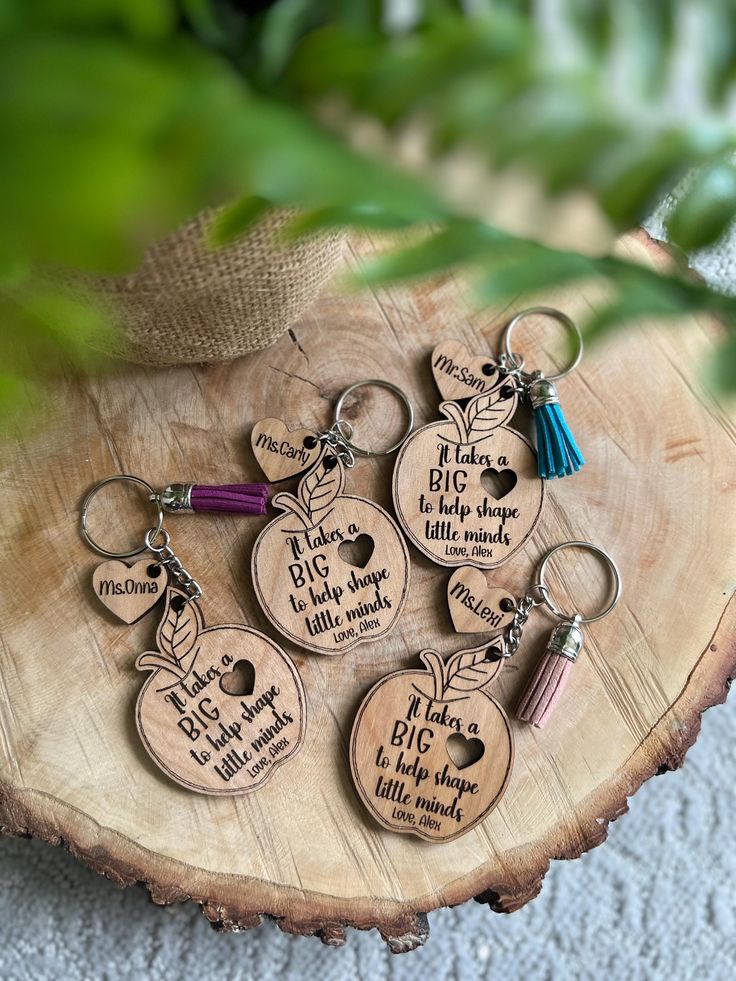 Mr.Sam
It takes a
BIG
to help shape
little minds
Love, Alex
Ms.Carly
It takes a
BIG
to help shape
little minds
Love, Alex
Ms.Onna
It takes a
BIG
to help shape
little minds
Love, Alex
Ms.Lexi
It takes a
BIG
to help shape
little minds
Love, Alex